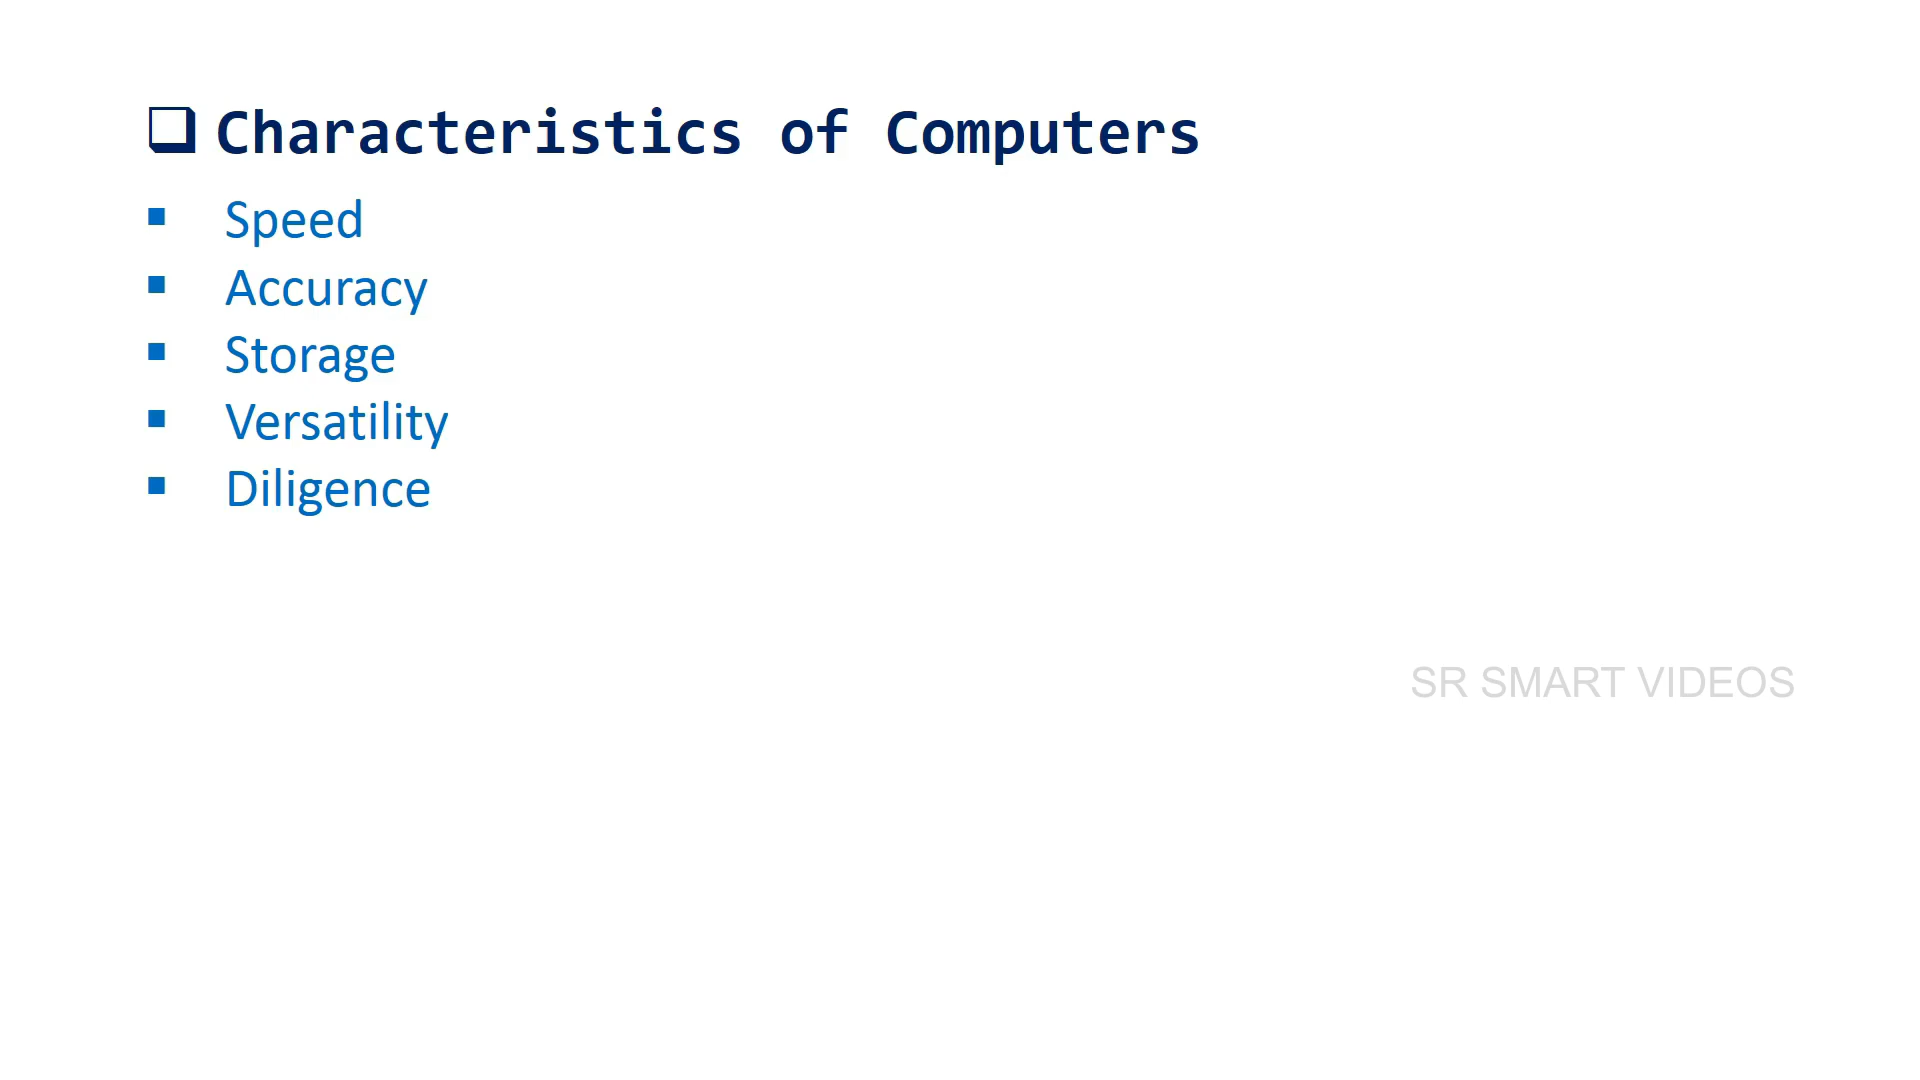 Characteristics of Computers
Speed
Accuracy
Storage
Versatility
Diligence
SR SMART VIDEOS